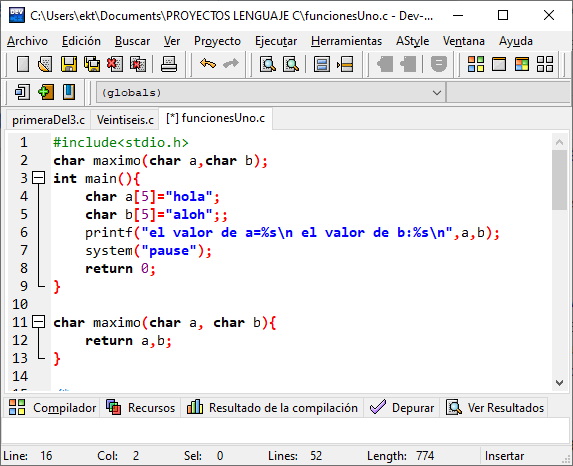 C:\Users\ekt\Documents\PROYECTOS LENGUAJE C\funcionesUno.c - Dev-...
Archivo Edición Buscar Ver Proyecto Ejecutar Herramientas AStyle Ventana Ayuda
(globals)
primeraDel3.c Veintiseis.c [*] funcionesUno.c
1 #include<stdio.h>
2 char maximo(char a,char b);
3 int main(){
4 char a[5]="hola";
5 char b[5]="aloh";;
6 printf("el valor de a=%s\n el valor de b:%s\n",a,b);
7 system("pause");
8 return 0;
9 }
10
11 char maximo(char a, char b){
12 return a,b;
13 }
14
Compilador Recursos Resultado de la compilación Depurar Ver Resultados
Line: 16 Col: 2 Sel: 0 Lines: 52 Length: 774 Insertar